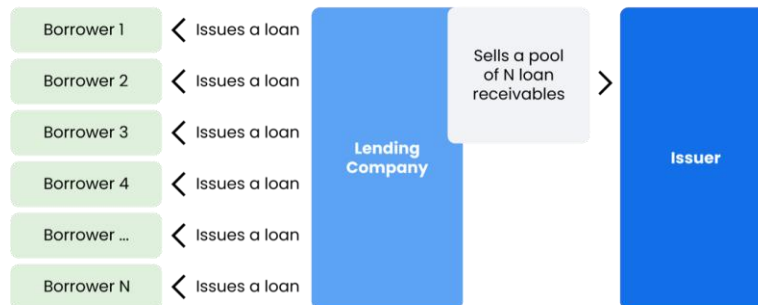 Borrower 1
Issues a loan
Borrower 2
Issues a loan
Borrower 3
Issues a loan
Borrower 4
Issues a loan
Borrower ...
Issues a loan
Borrower N
Issues a loan
Lending
Company
Sells a pool
of N loan
receivables
Issuer